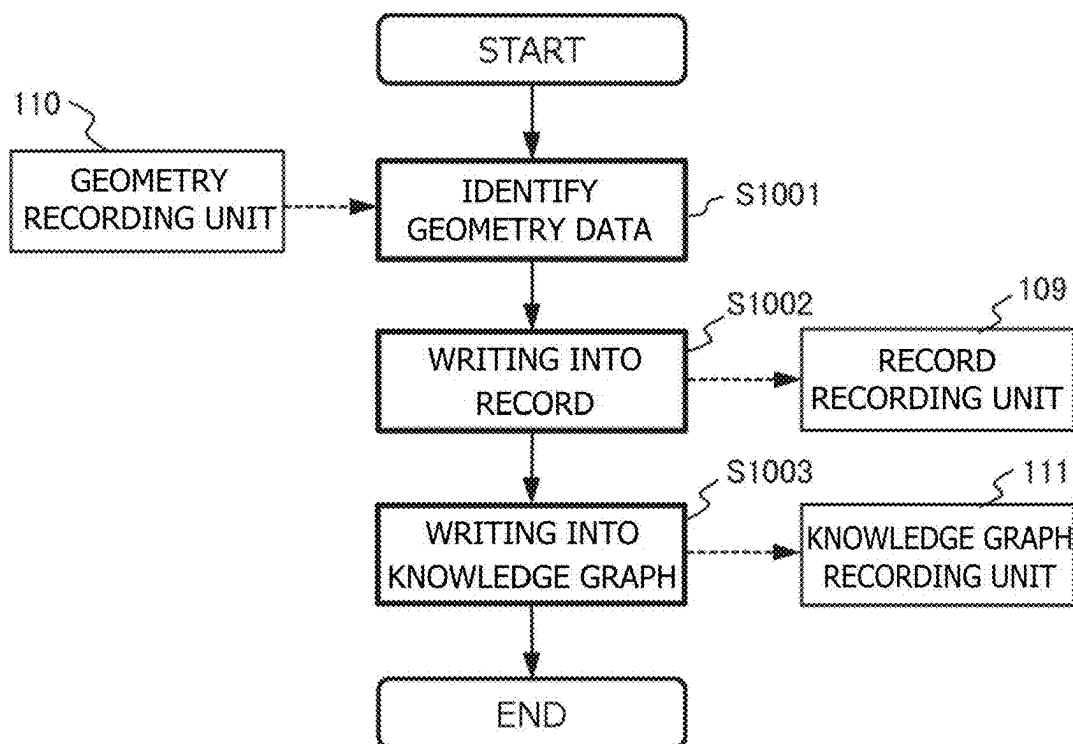 START
110
GEOMETRY
RECORDING UNIT
IDENTIFY
GEOMETRY DATA
S1001
S1002
109
WRITING INTO
RECORD
RECORD
RECORDING UNIT
S1003
111
WRITING INTO
KNOWLEDGE GRAPH
KNOWLEDGE GRAPH
RECORDING UNIT
END